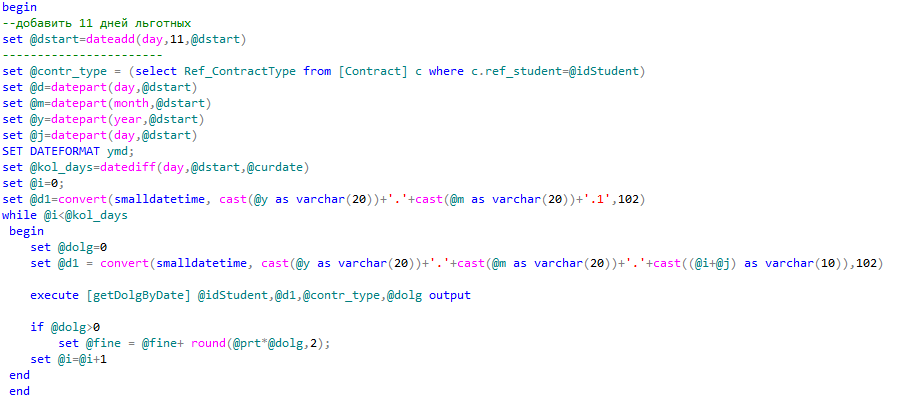 begin
--добавить 11 дней льготных
set @dstart=dateadd(day,11,@dstart)
-----------------------
set @contr_type = (select Ref_ContractType from [Contract] c where c.ref_student=@idStudent)
set @d=datepart(day,@dstart)
set @m=datepart(month,@dstart)
set @y=datepart(year,@dstart)
set @j=datepart(day,@dstart)
SET DATEFORMAT ymd;
set @kol_days=datediff(day,@dstart,@curdate)
set @i=0;
set @d1=convert(smalldatetime, cast(@y as varchar(20))+'.'+cast(@m as varchar(20))+'.1',102)
while @i<@kol_days
begin
set @dolg=0
set @d1 = convert(smalldatetime, cast(@y as varchar(20))+'.'+cast(@m as varchar(20))+'.'+cast((@i+@j) as varchar(10)),102)
execute [getDolgByDate] @idStudent,@d1,@contr_type,@dolg output
if @dolg>0
set @fine = @fine+ round(@prt*@dolg,2);
set @i=@i+1
end
end